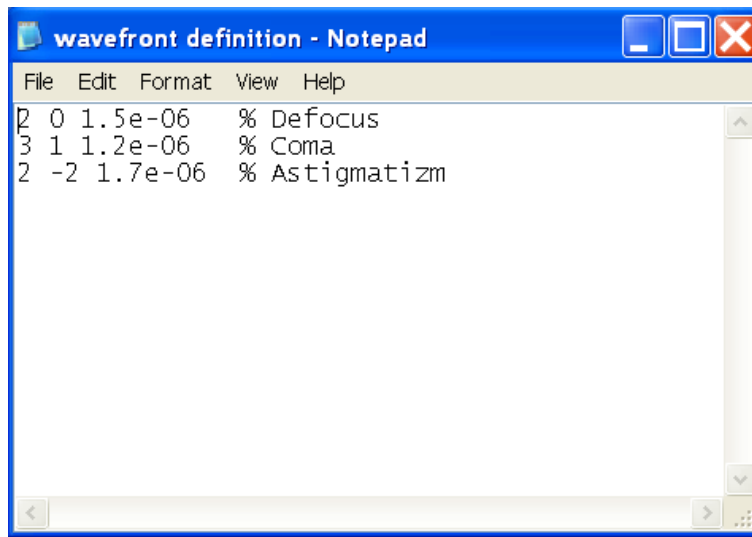 wavefront definition - Notepad
File Edit Format View Help
2 0 1.5e-06 % Defocus
3 1 1.2e-06 % Coma
2 -2 1.7e-06 % Astigmatizm